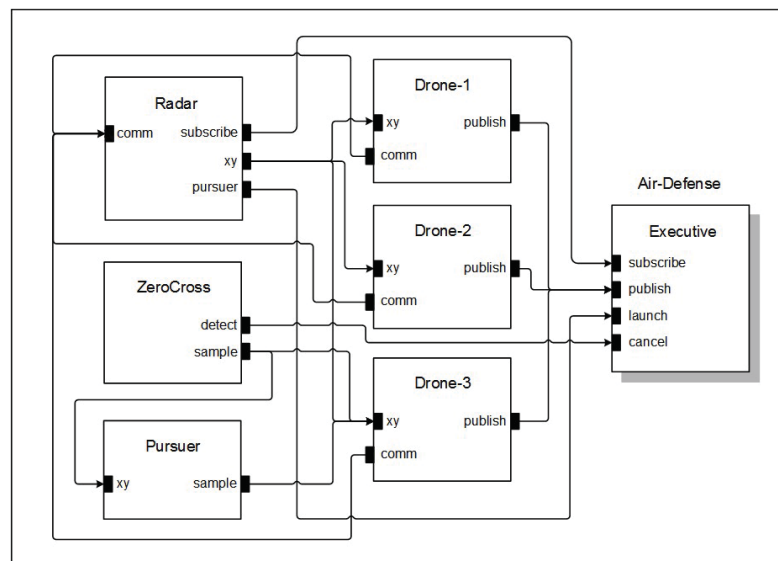 Radar
comm
subscribe
xy
pursuer
Drone-1
xy
publish
comm
Drone-2
xy
publish
comm
Air-Defense
Executive
subscribe
publish
launch
cancel
ZeroCross
detect
sample
Drone-3
xy
publish
comm
Pursuer
xy
sample